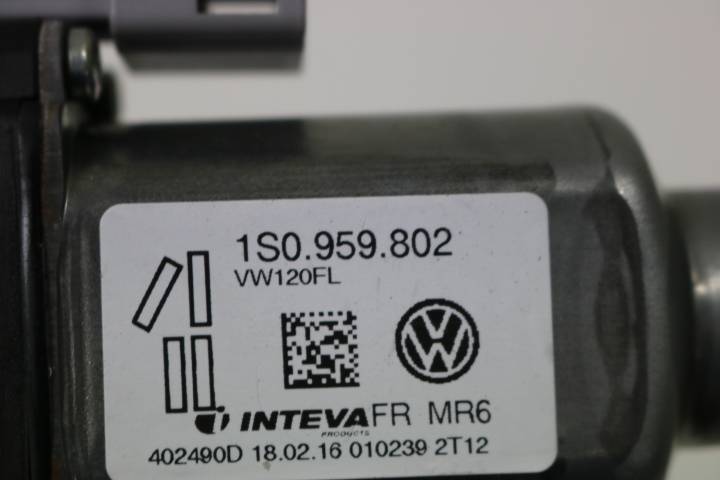 1S0.959.802
VW120FL
INTEVA FR MR6
PRODUCTS
402490D 18.02.16 010239 2T12